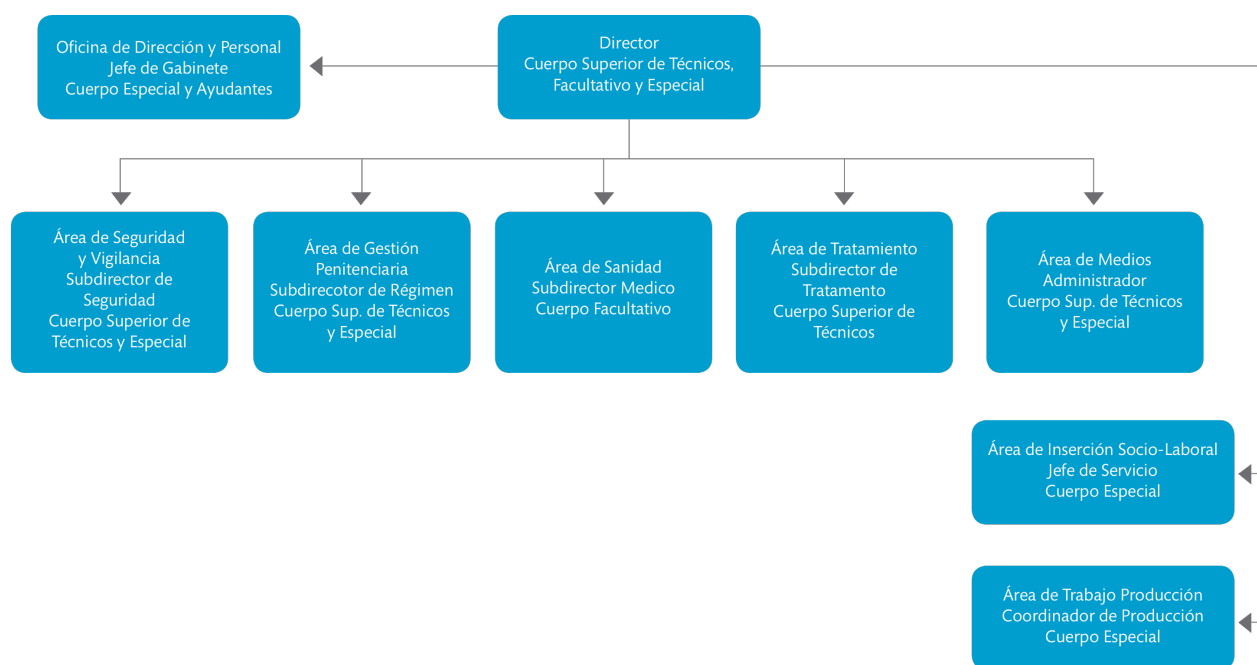 Oficina de Dirección y Personal
Jefe de Gabinete
Cuerpo Especial y Ayudantes
Director
Cuerpo Superior de Técnicos,
Facultativo y Especial
Área de Seguridad
y Vigilancia
Subdirector de
Seguridad
Cuerpo Superior de
Técnicos y Especial
Área de Gestión
Penitenciaria
Subdirecotor de Régimen
Cuerpo Sup. de Técnicos
y Especial
Área de Sanidad
Subdirector Medico
Cuerpo Facultativo
Área de Tratamiento
Subdirector de
Tratamento
Cuerpo Superior de
Técnicos
Área de Medios
Administrador
Cuerpo Sup. de Técnicos
y Especial
Área de Inserción Socio-Laboral
Jefe de Servicio
Cuerpo Especial
Área de Trabajo Producción
Coordinador de Producción
Cuerpo Especial